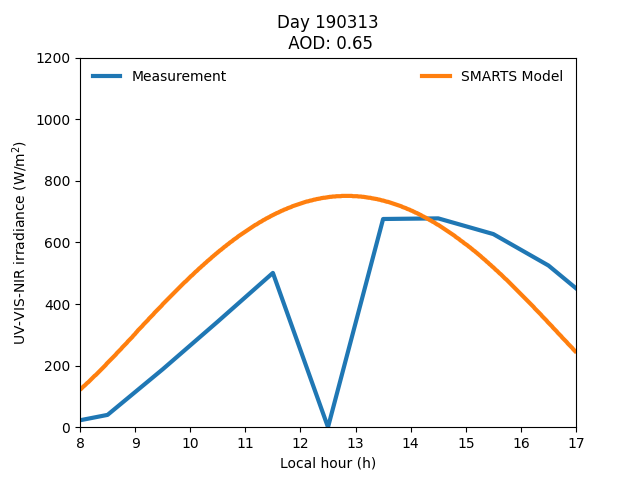 Day 190313
AOD: 0.65
Measurement
SMARTS Model
UV-VIS-NIR irradiance (W/m²)
1200
1000
800
600
400
200
0
8 9 10 11 12 13 14 15 16 17
Local hour (h)